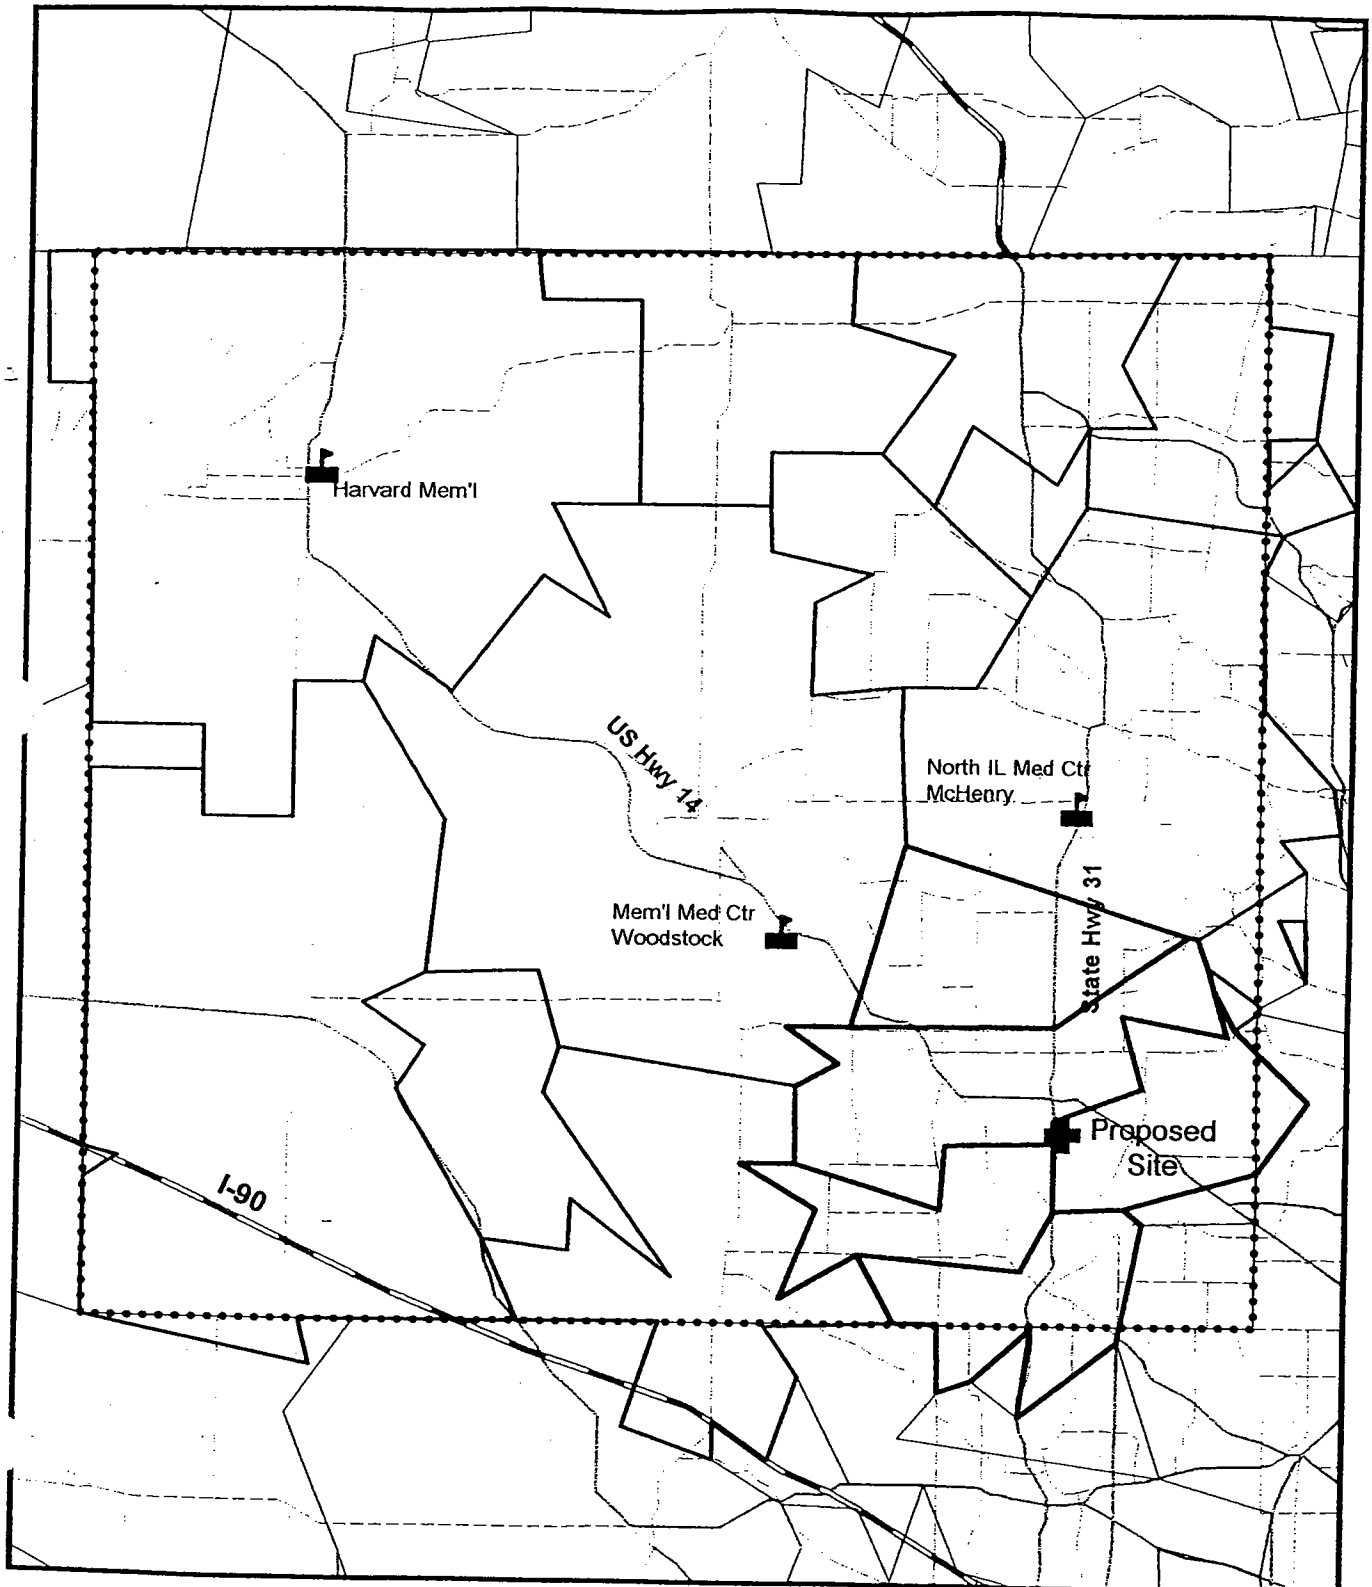 Harvard Mem'l
US Hwy 14
North IL Med Ctr
McHenry
State Hwy 31
Mem'l Med Ctr
Woodstock
Proposed
Site
I-90